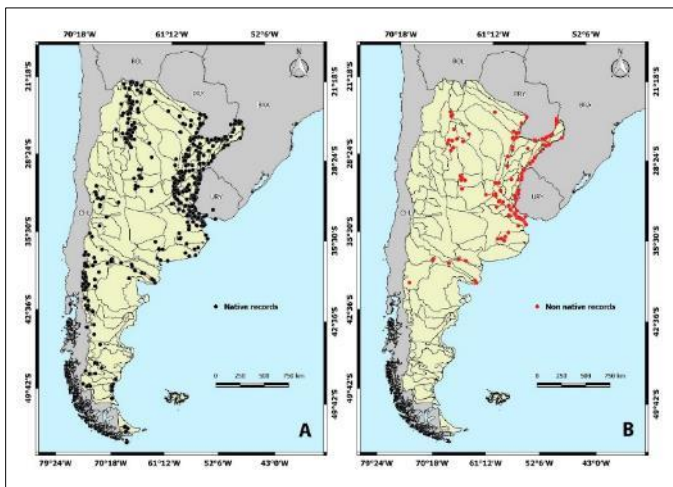 70°18'W 61°12'W 52°6'W
N
21°18'S
28°24'S
35°30'S
42°36'S
49°42'S
BOL
PRY
BRA
URY
CHL
Native records
0 250 500 750 km
A
79°24'W 70°18'W 61°12'W 52°6'W 43°0'W
70°18'W 61°12'W 52°6'W
N
21°18'S
28°24'S
35°30'S
42°36'S
49°42'S
BOL
PRY
BRA
URY
CHL
Non native records
0 250 500 750 km
B
79°24'W 70°18'W 61°12'W 52°6'W 43°0'W